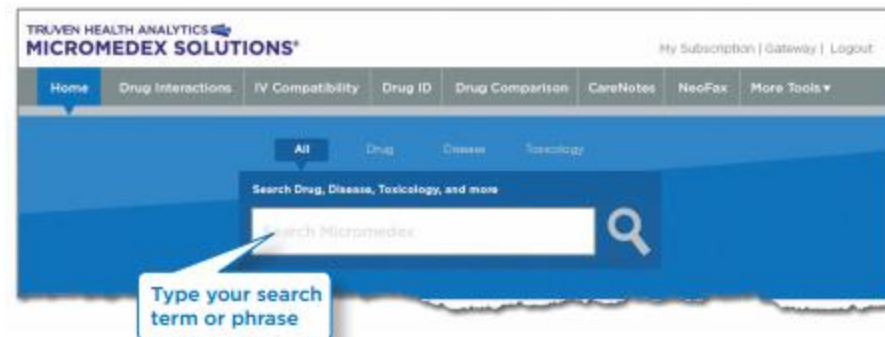 TRUVEN HEALTH ANALYTICS
MICROMEDEX SOLUTIONS®
My Subscription | Gateway | Logout
Home Drug Interactions IV Compatibility Drug ID Drug Comparison CareNotes NeoFax More Tools ▾
All Drug Disease Toxicology
Search Drug, Disease, Toxicology, and more
Search Micromedex
Type your search
term or phrase